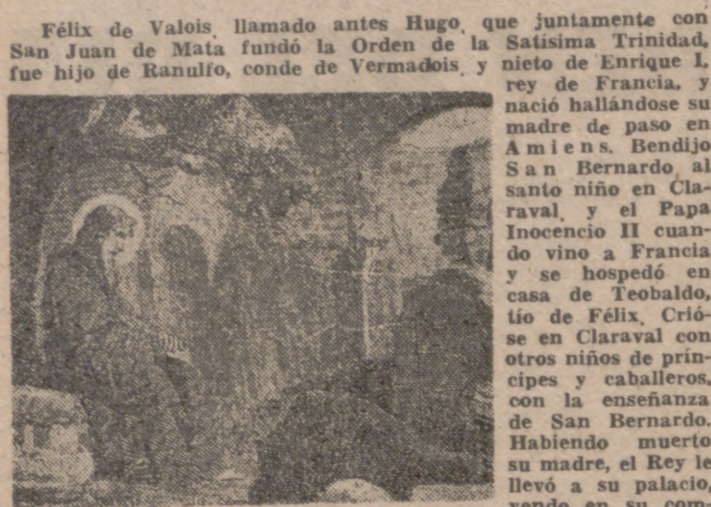 Félix de Valois, llamado antes Hugo, que juntamente con
San Juan de Mata fundó la Orden de la Satísima Trinidad,
fue hijo de Ranulfo, conde de Vermadois, y nieto de Enrique I,
rey de Francia, y
nació hallándose su
madre de paso en
Amiens. Bendijo
San Bernardo al
santo niño en Cla-
raval, y el Papa
Inocencio II cuan-
do vino a Francia
y se hospedó en
casa de Teobaldo,
tío de Félix. Crió-
se en Claraval con
otros niños de prín-
cipes y caballeros,
con la enseñanza
de San Bernardo.
Habiendo muerto
su madre, el Rey le
llevó a su palacio,
yendo en su com-